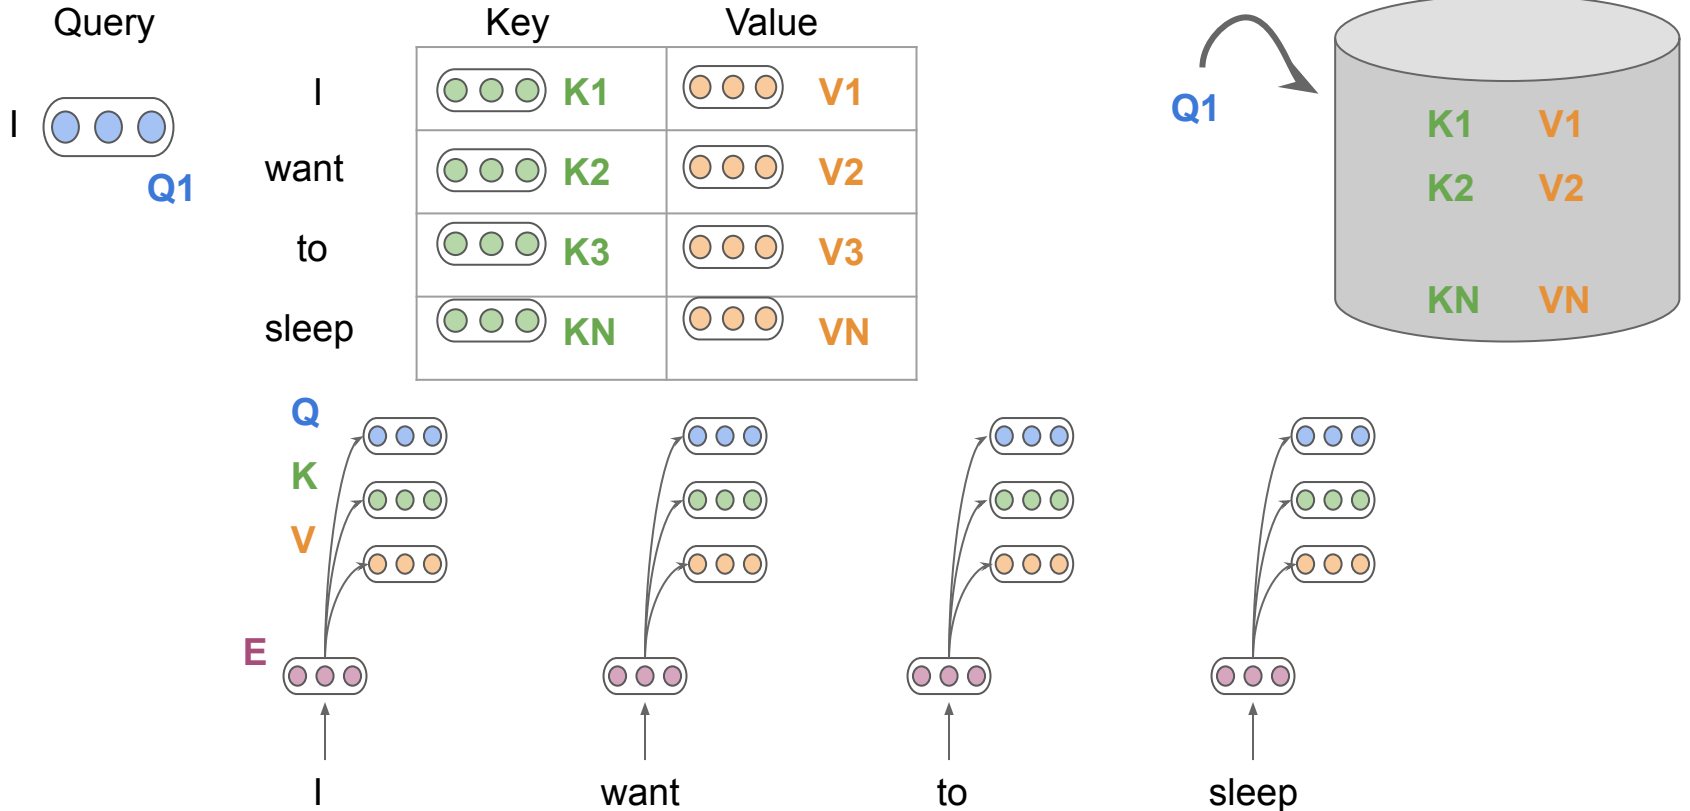 Query
Key Value
I
Q1
I K1 V1
want K2 V2
to K3 V3
sleep KN VN
Q1
K1 V1
K2 V2
KN VN
Q
K
V
E
I want to sleep